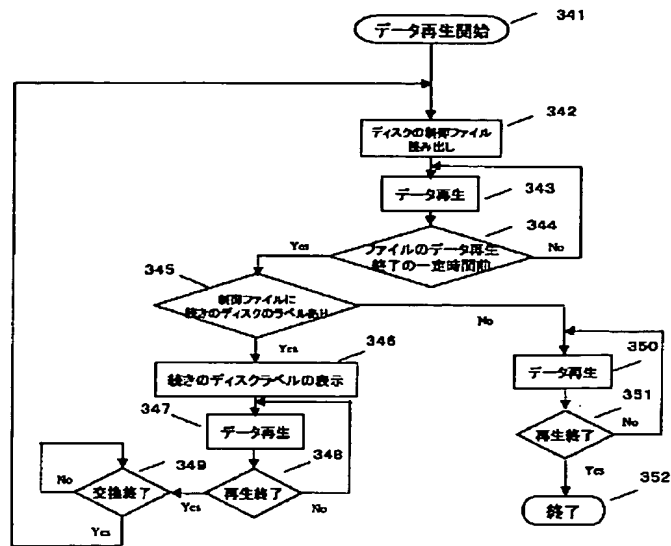 データ再生開始
341
342
ディスクの制御ファイル
読み出し
データ再生
343
344
Yes
ファイルのデータ再生
終了の一定時間前
No
345
制御ファイルに
続きのディスクのラベルあり
No
Yes
346
続きのディスクラベルの表示
350
データ再生
347
データ再生
351
再生終了
No
349
348
No
交換終了
Yes
再生終了
No
Yes
Yes
352
終了